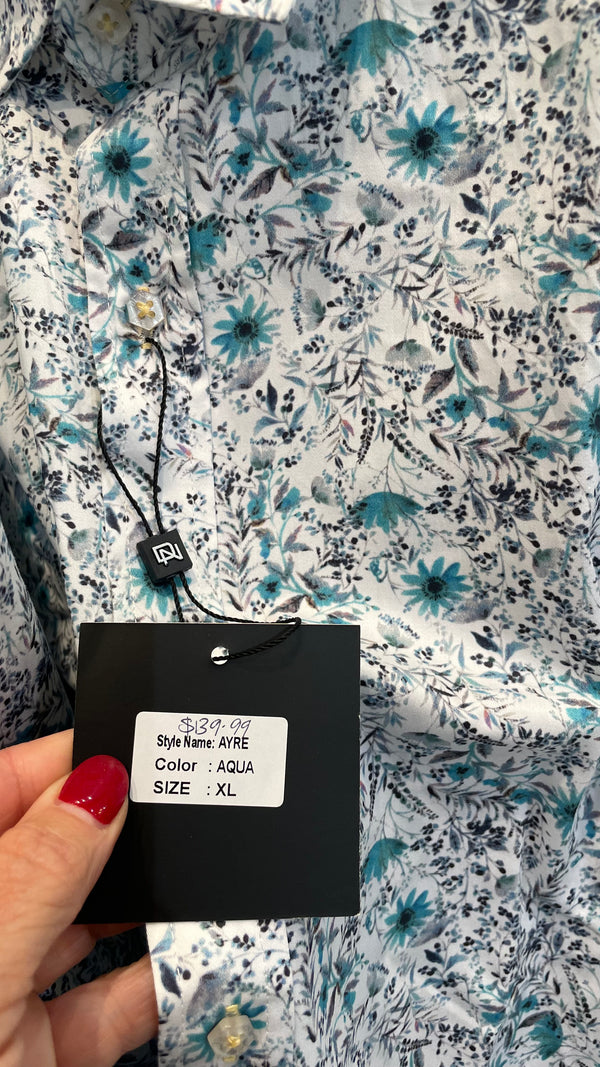 $139.99
Style Name: AYRE
Color : AQUA
SIZE : XL